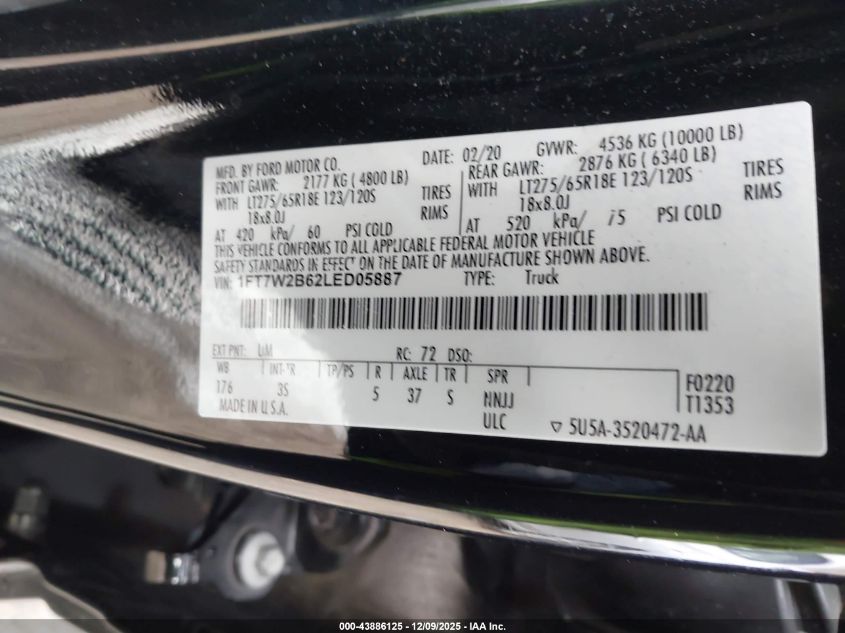 MFD. BY FORD MOTOR CO.
DATE: 02/20 GVWR: 4536 KG (10000 LB)
FRONT GAWR: 2177 KG ( 4800 LB)
REAR GAWR: 2876 KG ( 6340 LB)
WITH LT275/65R18E 123/120S TIRES
WITH LT275/65R18E 123/120S TIRES
18x8.0J RIMS
18x8.0J RIMS
AT 420 kPa/ 60 PSI COLD
AT 520 kPa/ 75 PSI COLD
THIS VEHICLE CONFORMS TO ALL APPLICABLE FEDERAL MOTOR VEHICLE
SAFETY STANDARDS IN EFFECT ON THE DATE OF MANUFACTURE SHOWN ABOVE.
VIN: 1FT7W2B62LED05887 TYPE: Truck
EXT PNT: UM RC: 72 DSO:
WB INT TR TP/PS R AXLE TR SPR
176 3S 5 37 S NNJJ
ULC
F0220
T1353
MADE IN U.S.A.
5U5A-3520472-AA
000-43886125 - 12/09/2025 - IAA Inc.